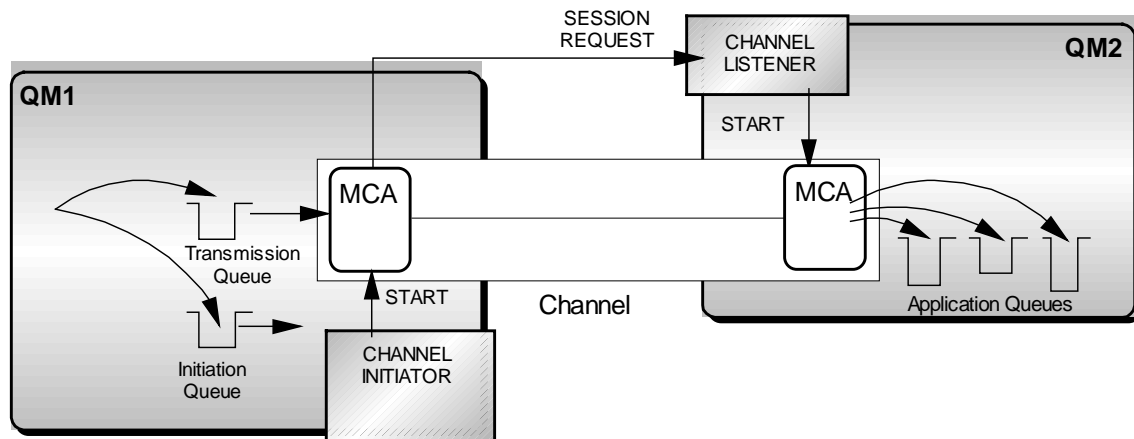 SESSION
REQUEST
CHANNEL
LISTENER
QM2
QM1
START
MCA
MCA
Transmission
Queue
START
Channel
Application Queues
Initiation
Queue
CHANNEL
INITIATOR